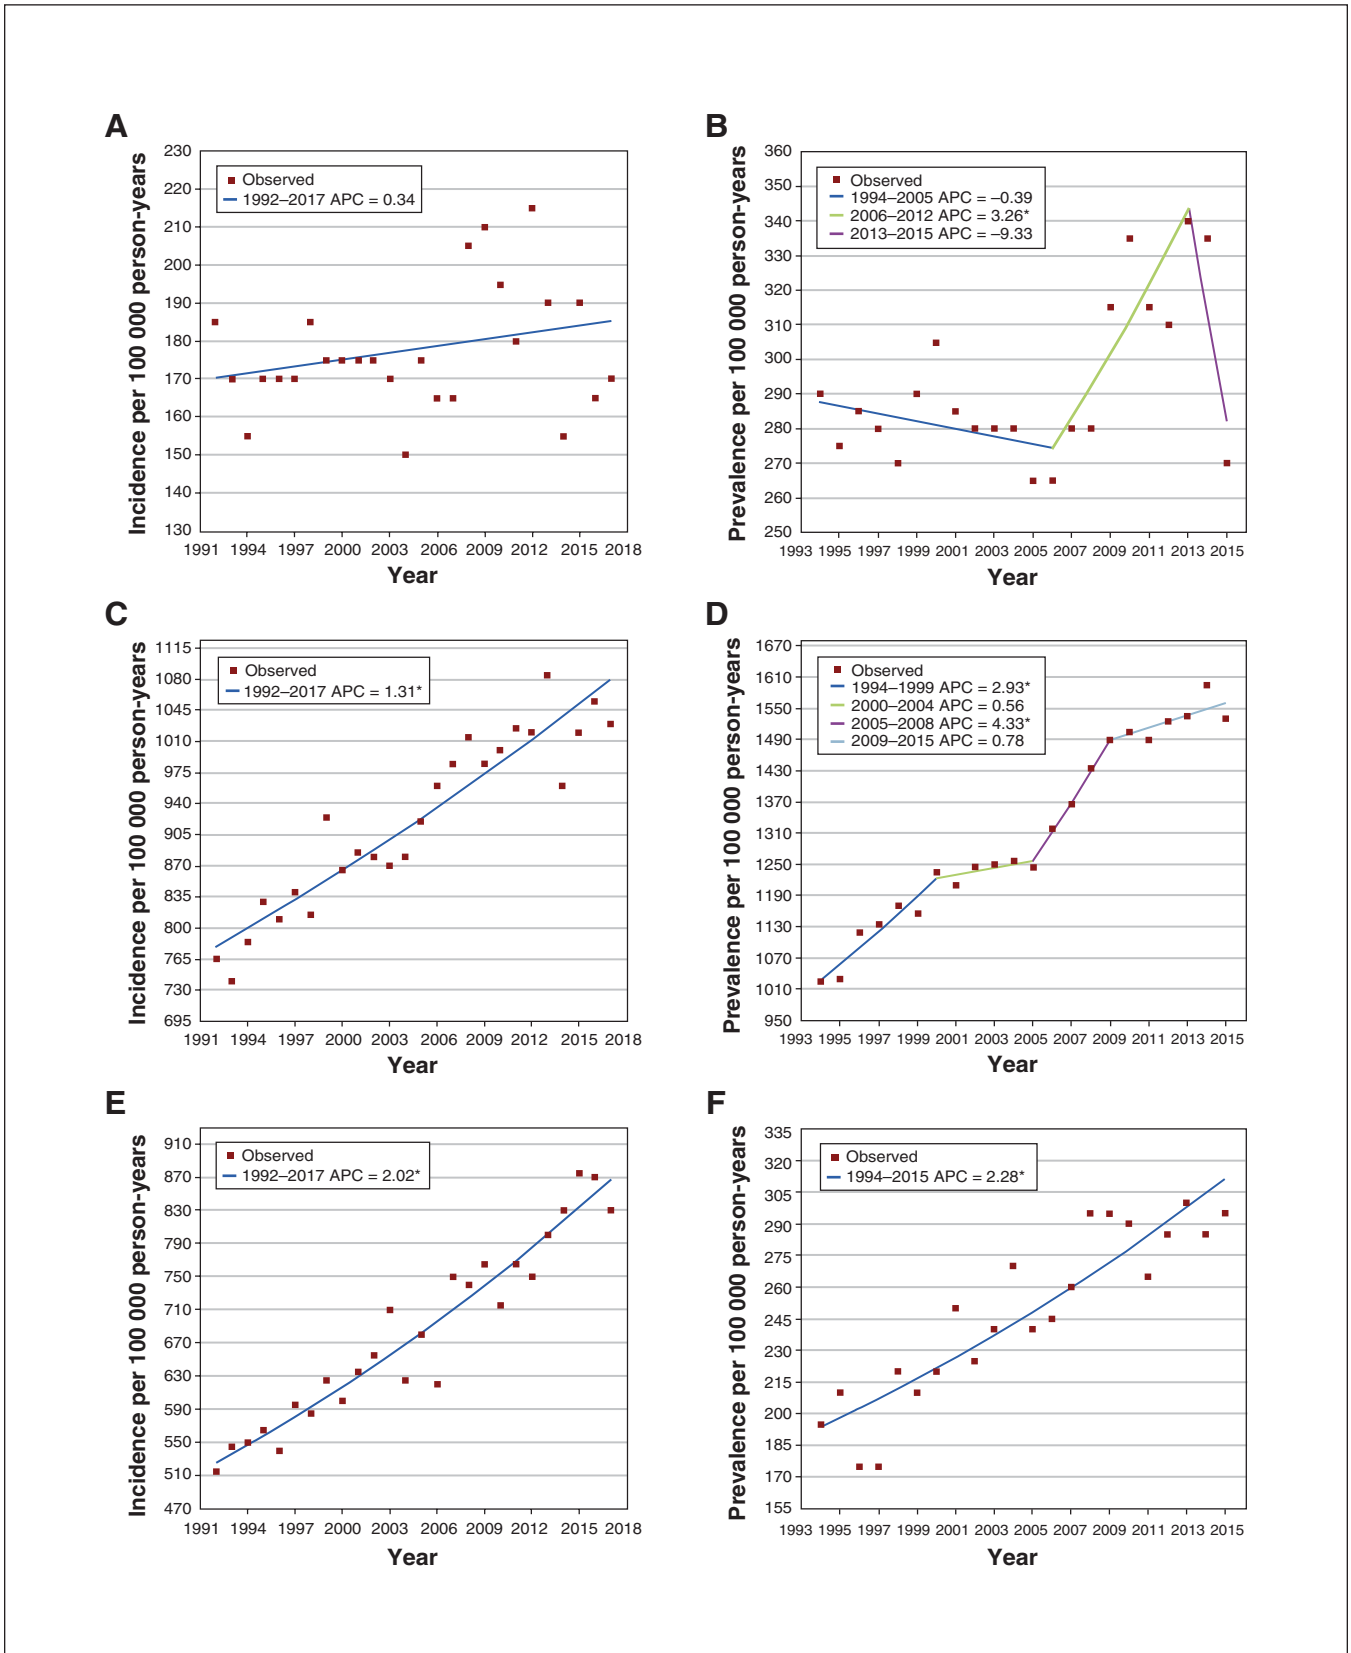 A
Incidence per 100 000 person-years
230
220
210
200
190
180
170
160
150
140
130
Observed
1992–2017 APC = 0.34
1991 1994 1997 2000 2003 2006 2009 2012 2015 2018
Year
B
Prevalence per 100 000 person-years
360
350
340
330
320
310
300
290
280
270
260
250
Observed
1994–2005 APC = –0.39
2006–2012 APC = 3.26*
2013–2015 APC = –9.33
1993 1995 1997 1999 2001 2003 2005 2007 2009 2011 2013 2015
Year
C
Incidence per 100 000 person-years
1115
1080
1045
1010
975
940
905
870
835
800
765
730
695
Observed
1992–2017 APC = 1.31*
1991 1994 1997 2000 2003 2006 2009 2012 2015 2018
Year
D
Prevalence per 100 000 person-years
1670
1610
1550
1490
1430
1370
1310
1250
1190
1130
1070
1010
950
Observed
1994–1999 APC = 2.93*
2000–2004 APC = 0.56
2005–2008 APC = 4.33*
2009–2015 APC = 0.78
1993 1995 1997 1999 2001 2003 2005 2007 2009 2011 2013 2015
Year
E
Incidence per 100 000 person-years
910
870
830
790
750
710
670
630
590
550
510
470
Observed
1992–2017 APC = 2.02*
1991 1994 1997 2000 2003 2006 2009 2012 2015 2018
Year
F
Prevalence per 100 000 person-years
335
320
305
290
275
260
245
230
215
200
185
170
155
Observed
1994–2015 APC = 2.28*
1993 1995 1997 1999 2001 2003 2005 2007 2009 2011 2013 2015
Year